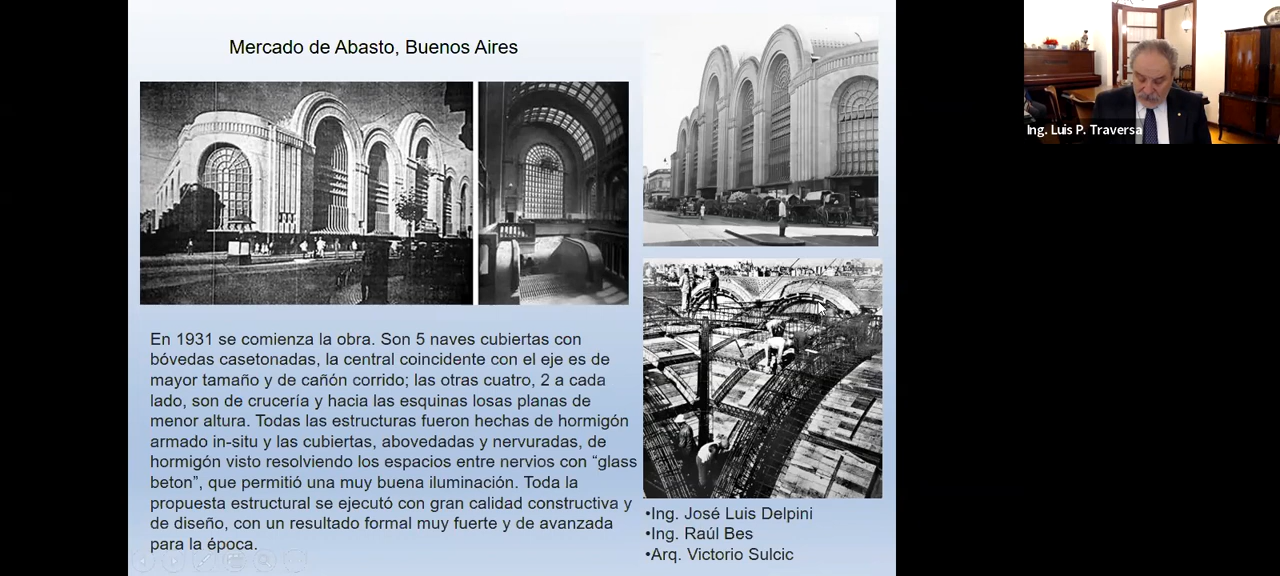 Mercado de Abasto, Buenos Aires
En 1931 se comienza la obra. Son 5 naves cubiertas con
bóvedas casetonadas, la central coincidente con el eje es de
mayor tamaño y de cañón corrido; las otras cuatro, 2 a cada
lado, son de crucería y hacia las esquinas losas planas de
menor altura. Todas las estructuras fueron hechas de hormigón
armado in-situ y las cubiertas, abovedadas y nervuradas, de
hormigón visto resolviendo los espacios entre nervios con “glass
beton”, que permitió una muy buena iluminación. Toda la
propuesta estructural se ejecutó con gran calidad constructiva y
de diseño, con un resultado formal muy fuerte y de avanzada
para la época.
•Ing. José Luis Delpini
•Ing. Raúl Bes
•Arq. Victorio Sulcic
Ing. Luis P. Traversa